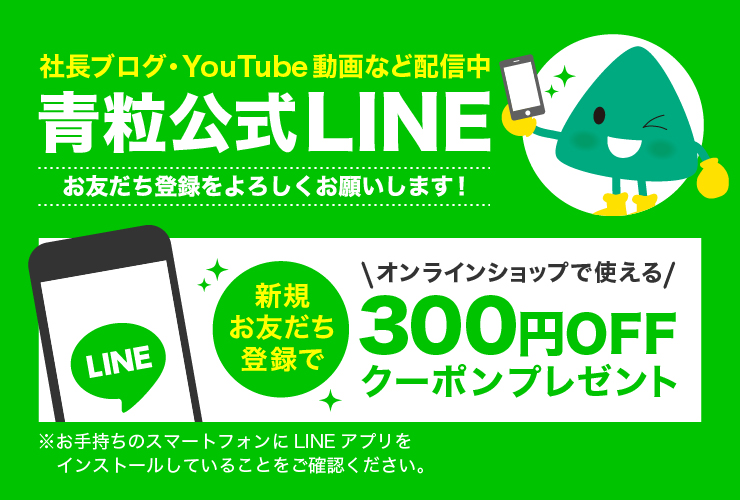 社長ブログ・YouTube動画など配信中
青粒公式LINE
お友だち登録をよろしくお願いします！
LINE
新規
お友だち
登録で
\オンラインショップで使える/
300円OFF
クーポンプレゼント
※お手持ちのスマートフォンにLINEアプリを
インストールしていることをご確認ください。